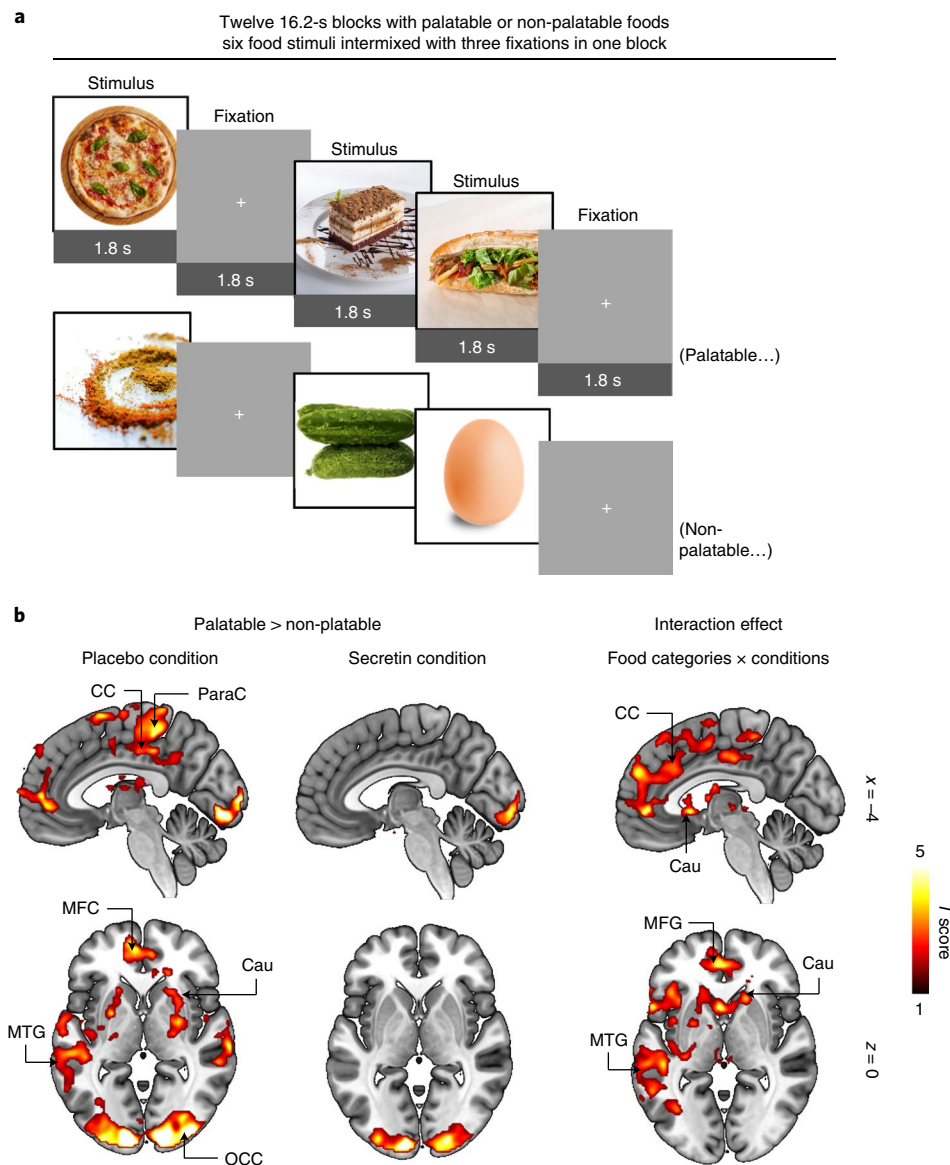 a
Twelve 16.2-s blocks with palatable or non-palatable foods
six food stimuli intermixed with three fixations in one block
Stimulus
Fixation
Stimulus
Stimulus
Fixation
+
+
1.8 s
1.8 s
1.8 s
1.8 s
1.8 s
(Palatable…)
+
+
(Non-
palatable…)
b
Palatable > non-platable
Interaction effect
Placebo condition
Secretin condition
Food categories × conditions
CC
ParaC
CC
Cau
x = –4
MFC
Cau
MTG
OCC
MFG
Cau
MTG
z = 0
5
T score
1